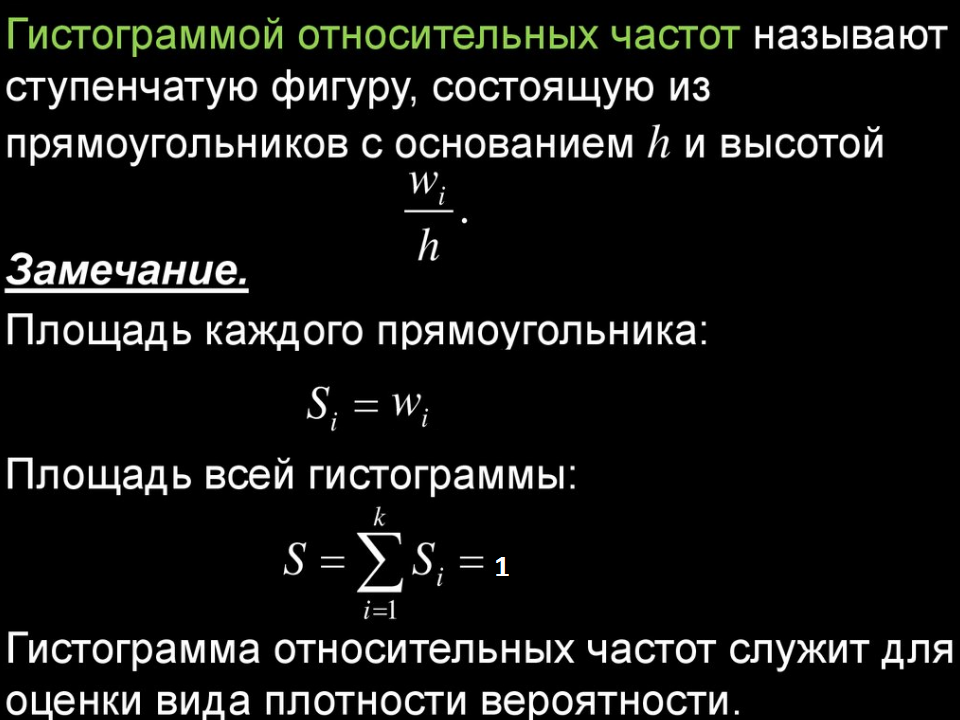 Гистограммой относительных частот называют
ступенчатую фигуру, состоящую из
прямоугольников с основанием h и высотой
w_i / h .
Замечание.
Площадь каждого прямоугольника:
S_i = w_i
Площадь всей гистограммы:
S = ∑_{i=1}^{k} S_i = 1
Гистограмма относительных частот служит для
оценки вида плотности вероятности.